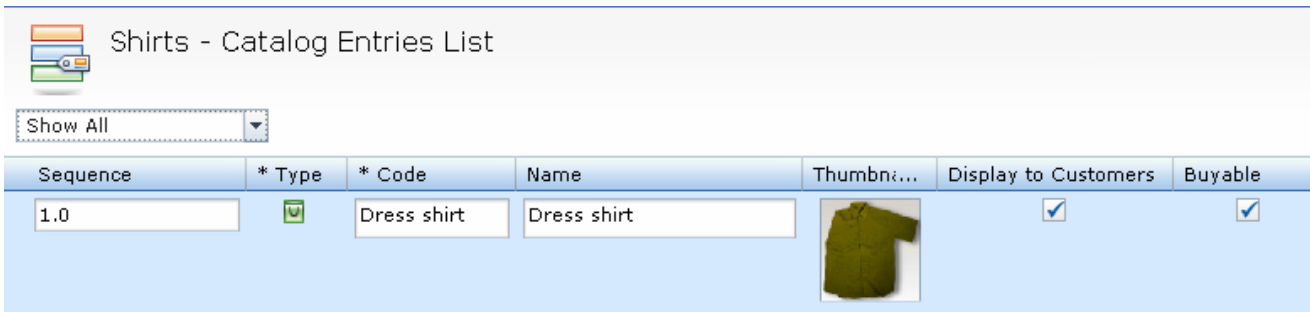 Shirts - Catalog Entries List
Show All
Sequence * Type * Code Name Thumbna... Display to Customers Buyable
1.0 Dress shirt Dress shirt